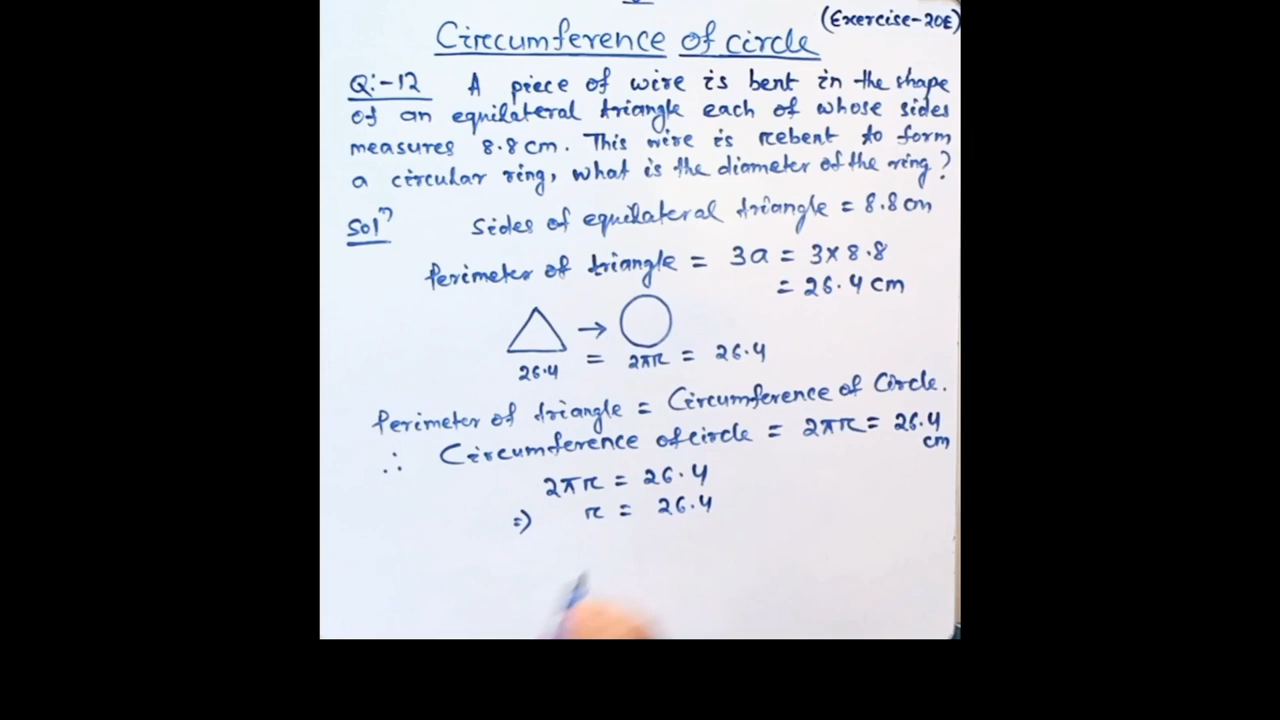 (Exercise-20E)
Circumference of circle
Q:-12 A piece of wire is bent in the shape
of an equilateral triangle each of whose sides
measures 8.8 cm. This wire is rebent to form
a circular ring, what is the diameter of the ring?
Solⁿ) Sides of equilateral triangle = 8.8 cm
Perimeter of triangle = 3a = 3×8.8
= 26.4 cm
△ → ○
26.4 = 2πr = 26.4
Perimeter of triangle = Circumference of Circle.
∴ Circumference of circle = 2πr = 26.4
cm
2πr = 26.4
⇒ r = 26.4